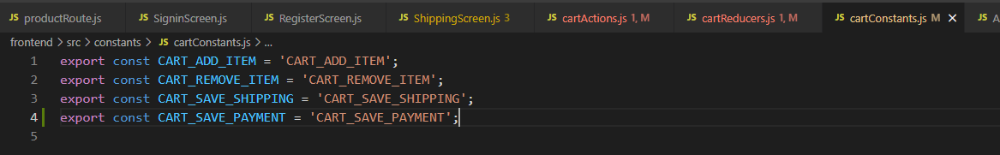 JS productRoute.js JS SigninScreen.js JS RegisterScreen.js JS ShippingScreen.js 3 JS cartActions.js 1, M JS cartReducers.js 1, M JS cartConstants.js M × JS A
frontend > src > constants > JS cartConstants.js > ...
1 export const CART_ADD_ITEM = 'CART_ADD_ITEM';
2 export const CART_REMOVE_ITEM = 'CART_REMOVE_ITEM';
3 export const CART_SAVE_SHIPPING = 'CART_SAVE_SHIPPING';
4 export const CART_SAVE_PAYMENT = 'CART_SAVE_PAYMENT';
5